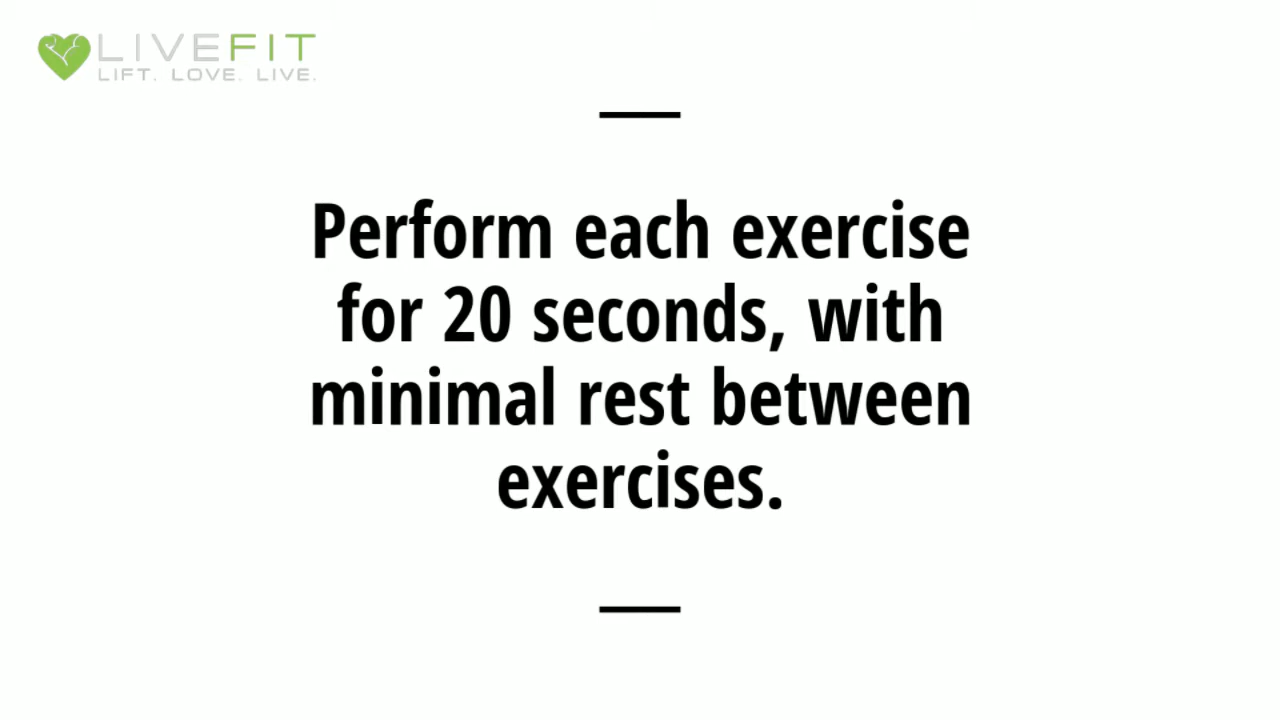 LIVEFIT
LIFT. LOVE. LIVE.
Perform each exercise
for 20 seconds, with
minimal rest between
exercises.